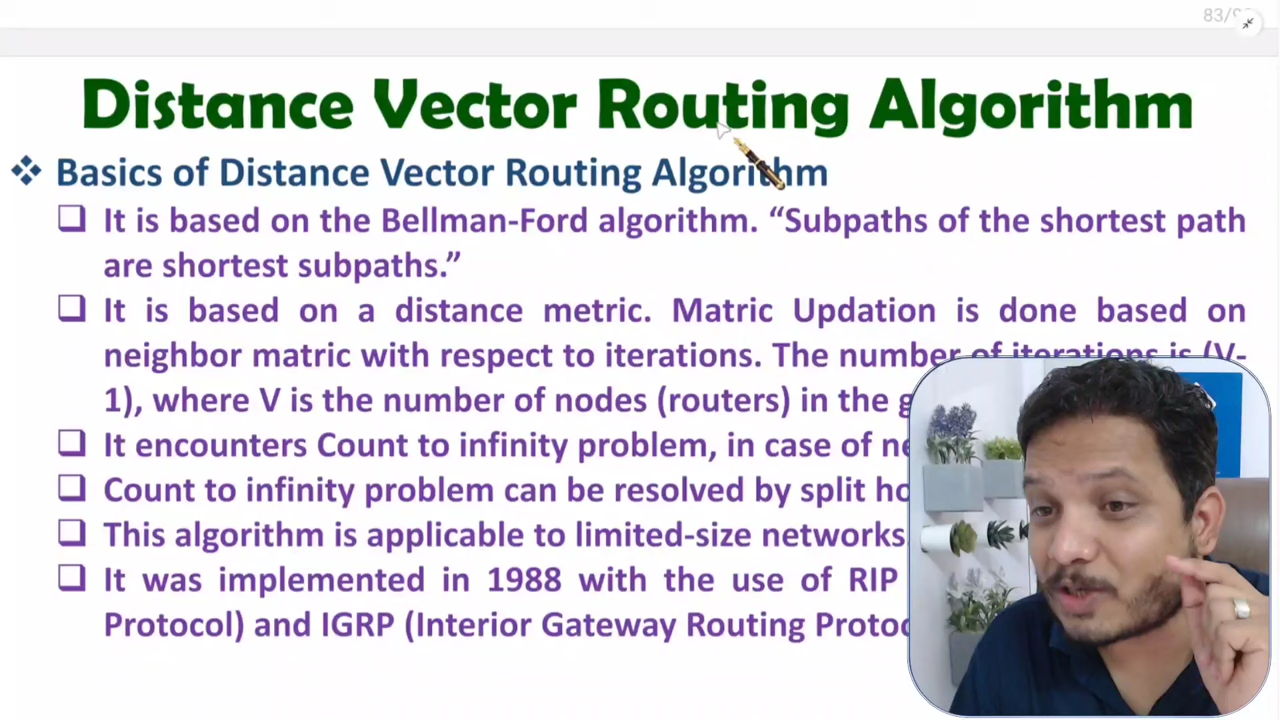 83/9
Distance Vector Routing Algorithm
Basics of Distance Vector Routing Algorithm
It is based on the Bellman-Ford algorithm. “Subpaths of the shortest path
are shortest subpaths.”
It is based on a distance metric. Matric Updation is done based on
neighbor matric with respect to iterations. The number of iterations is (V-
1), where V is the number of nodes (routers) in the
It encounters Count to infinity problem, in case of
Count to infinity problem can be resolved by split
This algorithm is applicable to limited-size networks
It was implemented in 1988 with the use of RIP
Protocol) and IGRP (Interior Gateway Routing